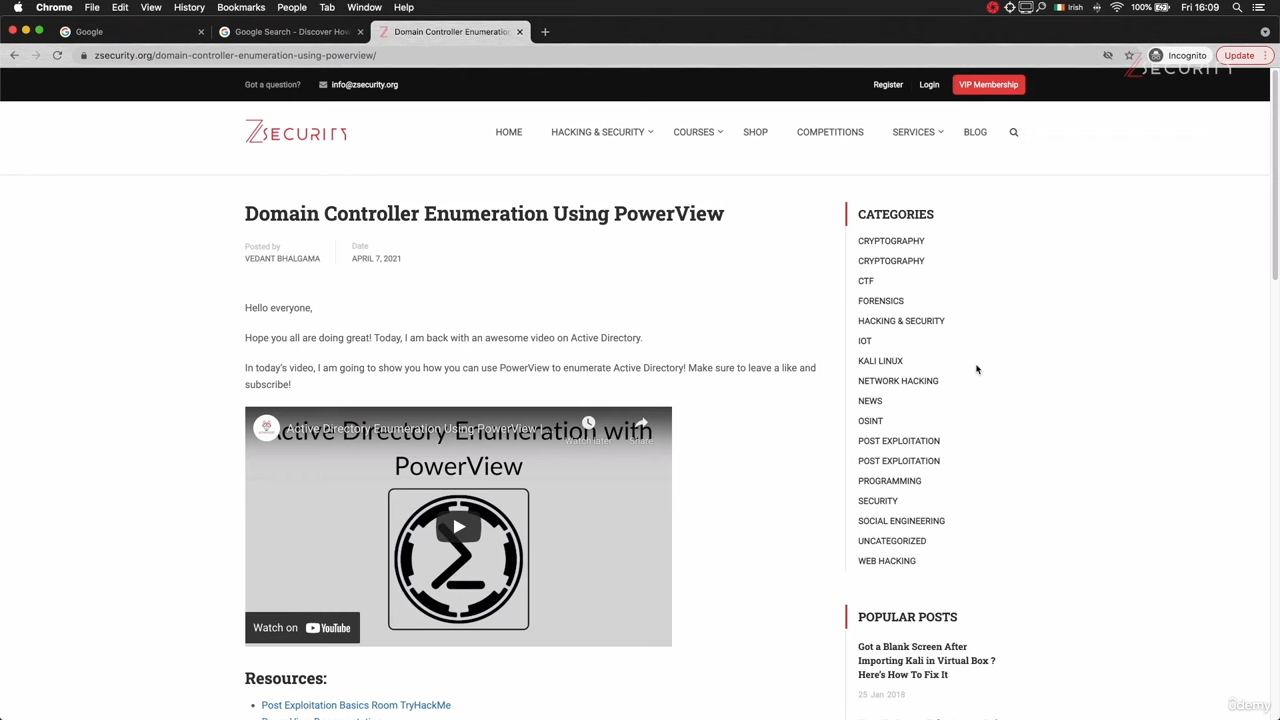 Chrome File Edit View History Bookmarks People Tab Window Help
Irish 100% Fri 16:09
Google
Google Search - Discover How
Domain Controller Enumeration
zsecurity.org/domain-controller-enumeration-using-powerview/
Incognito
Update
ZSECURITY
Got a question?
info@zsecurity.org
Register
Login
VIP Membership
ZSECURITY
HOME
HACKING & SECURITY
COURSES
SHOP
COMPETITIONS
SERVICES
BLOG
Domain Controller Enumeration Using PowerView
Posted by
VEDANT BHALGAMA
Date
APRIL 7, 2021
Hello everyone,
Hope you all are doing great! Today, I am back with an awesome video on Active Directory.
In today's video, I am going to show you how you can use PowerView to enumerate Active Directory! Make sure to leave a like and
subscribe!
Active Directory Enumeration Using PowerView |
Watch later
Share
Active Directory Enumeration with
PowerView
Watch on YouTube
Resources:
Post Exploitation Basics Room TryHackMe
CATEGORIES
CRYPTOGRAPHY
CRYPTOGRAPHY
CTF
FORENSICS
HACKING & SECURITY
IOT
KALI LINUX
NETWORK HACKING
NEWS
OSINT
POST EXPLOITATION
POST EXPLOITATION
PROGRAMMING
SECURITY
SOCIAL ENGINEERING
UNCATEGORIZED
WEB HACKING
POPULAR POSTS
Got a Blank Screen After
Importing Kali in Virtual Box ?
Here's How To Fix It
25 Jan 2018
ûdemy